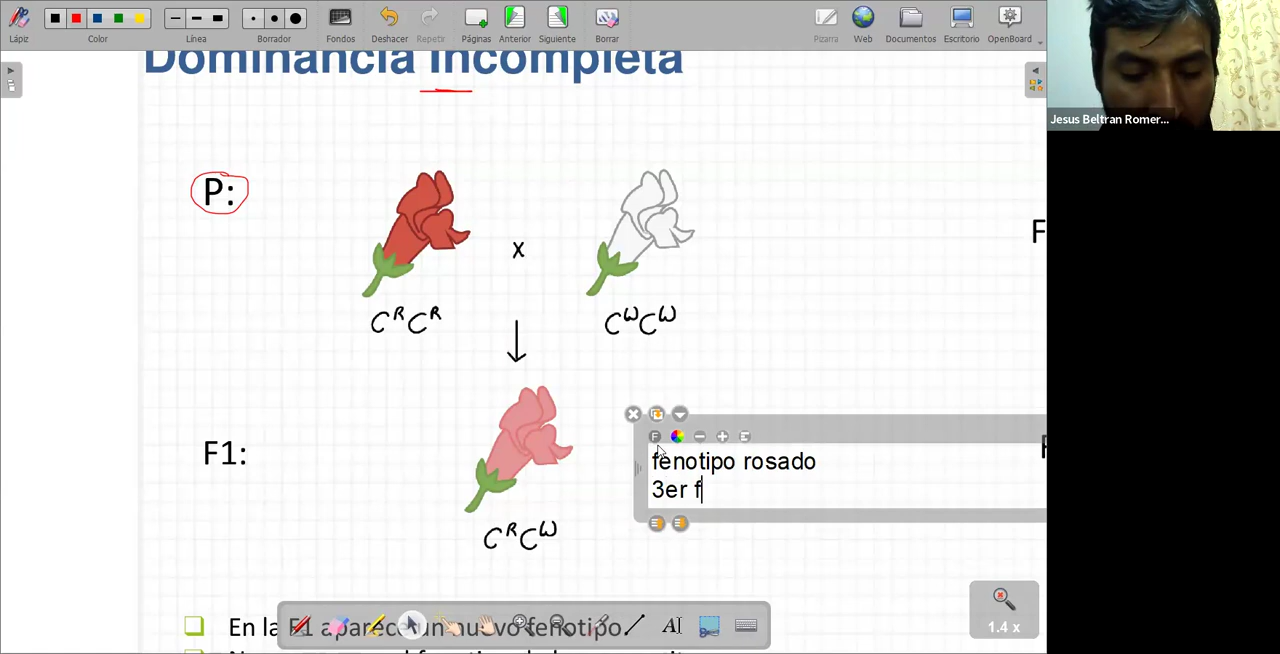 Lápiz
Color
Línea
Borrador
Fondos
Deshacer
Repetir
Páginas
Anterior
Siguiente
Borrar
Pizarra
Web
Documentos
Escritorio
OpenBoard
Dominancia incompleta
Jesus Beltran Romer...
P:
x
F
CᴿCᴿ
CᵂCᵂ
F1:
fenotipo rosado
3er f
CᴿCᵂ
1.4 x
En la F1 aparece un nuevo fenotipo.